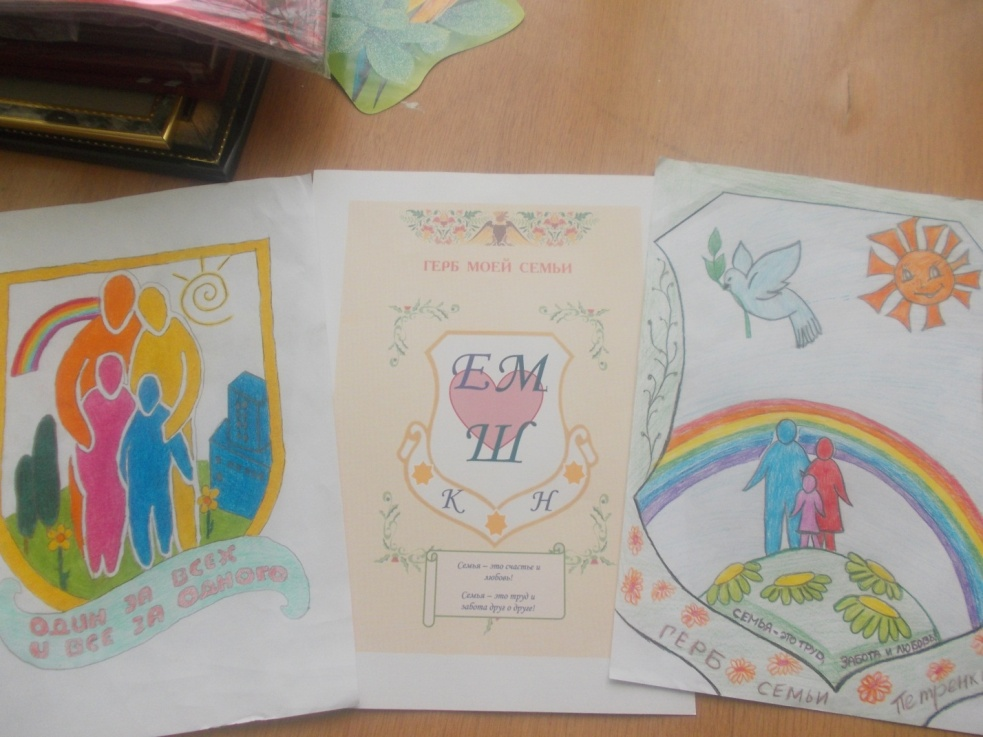 ОДИН ЗА ВСЕХ
И ВСЕ ЗА ОДНОГО
ГЕРБ МОЕЙ СЕМЬИ
ЕМ
Ш
К Н
Семья – это счастье и
любовь!
Семья – это труд и
забота друг о друге!
СЕМЬЯ - ЭТО ТРУД,
ЗАБОТА И ЛЮБОВЬ!
ГЕРБ
СЕМЬИ